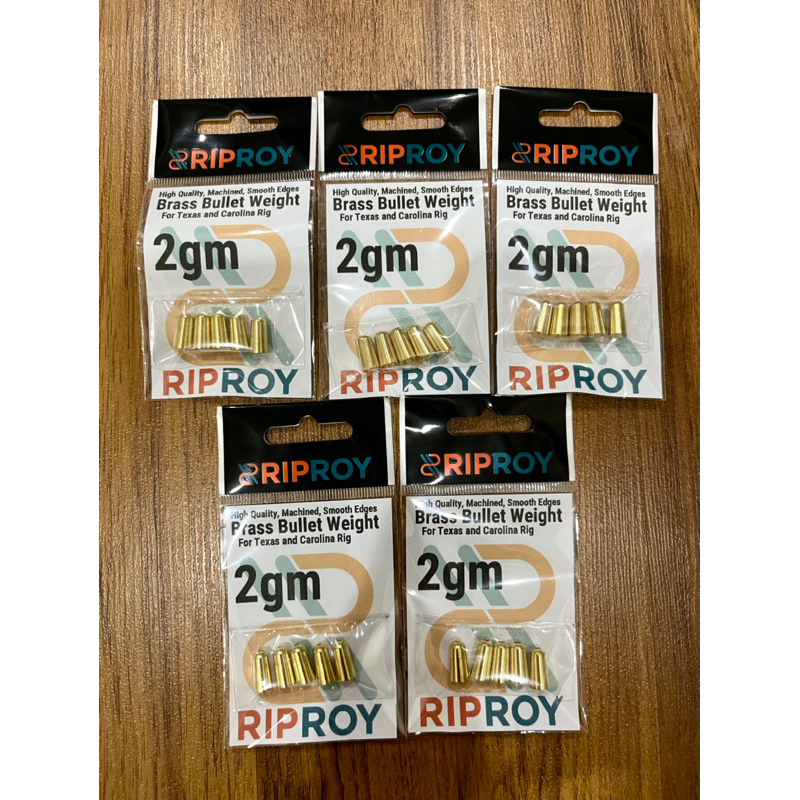 RIPROY
High Quality, Machined, Smooth Edges
Brass Bullet Weight
For Texas and Carolina Rig
2gm
RIPROY
RIPROY
High Quality, Machined, Smooth Edges
Brass Bullet Weight
For Texas and Carolina Rig
2gm
RIPROY
RIPROY
High Quality, Machined, Smooth Edges
Brass Bullet Weight
For Texas and Carolina Rig
2gm
RIPROY
RIPROY
High Quality, Machined, Smooth Edges
Brass Bullet Weight
For Texas and Carolina Rig
2gm
RIPROY
RIPROY
High Quality, Machined, Smooth Edges
Brass Bullet Weight
For Texas and Carolina Rig
2gm
RIPROY